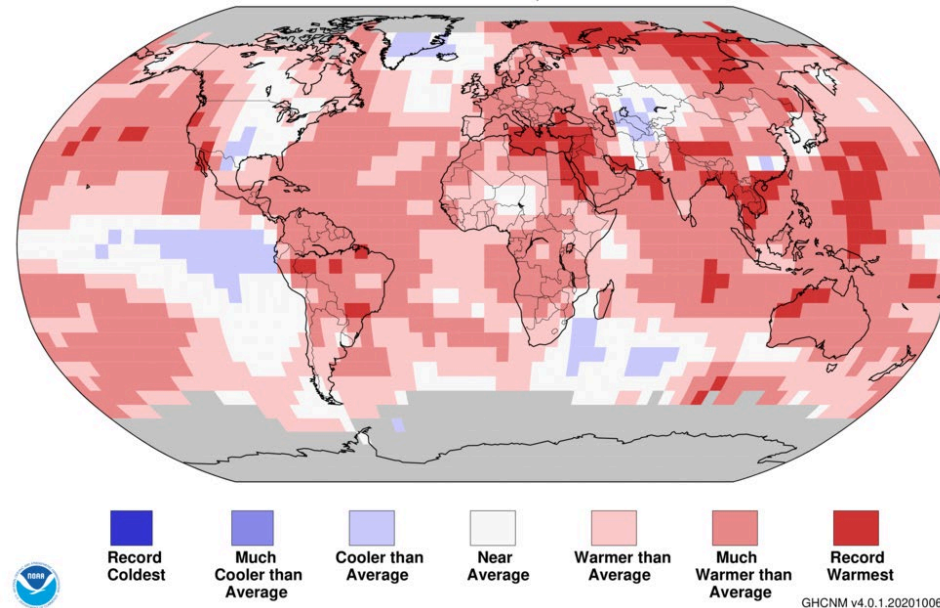 Record
Coldest
Much
Cooler than
Average
Cooler than
Average
Near
Average
Warmer than
Average
Much
Warmer than
Average
Record
Warmest
NOAA
GHCNM v4.0.1.20201006